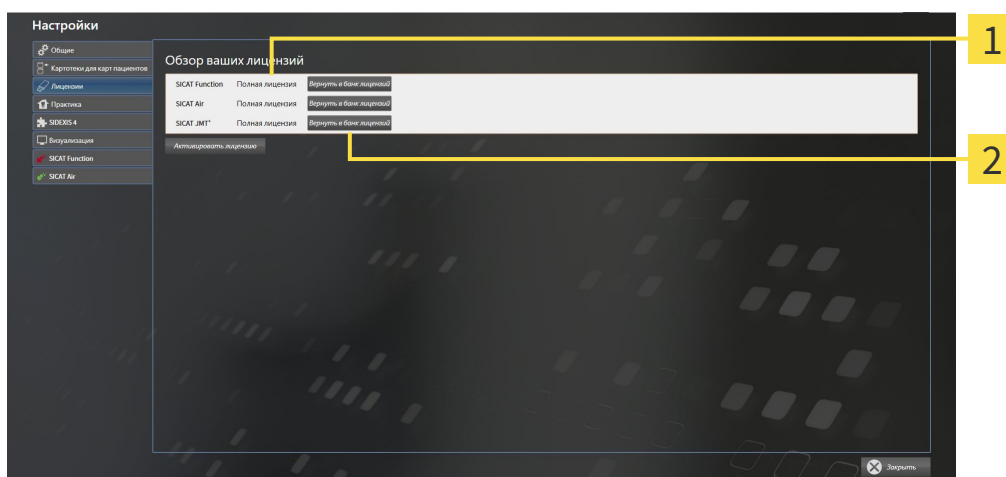 Настройки
1
Общие
Обзор ваших лицензий
Картотеки для карт пациентов
Лицензии
SICAT Function Полная лицензия Вернуть в банк лицензий
Практика
SICAT Air Полная лицензия Вернуть в банк лицензий
SIDEXIS 4
SICAT JMT+ Полная лицензия Вернуть в банк лицензий
Визуализация
Активировать лицензию
SICAT Function
2
SICAT Air
Закрыть